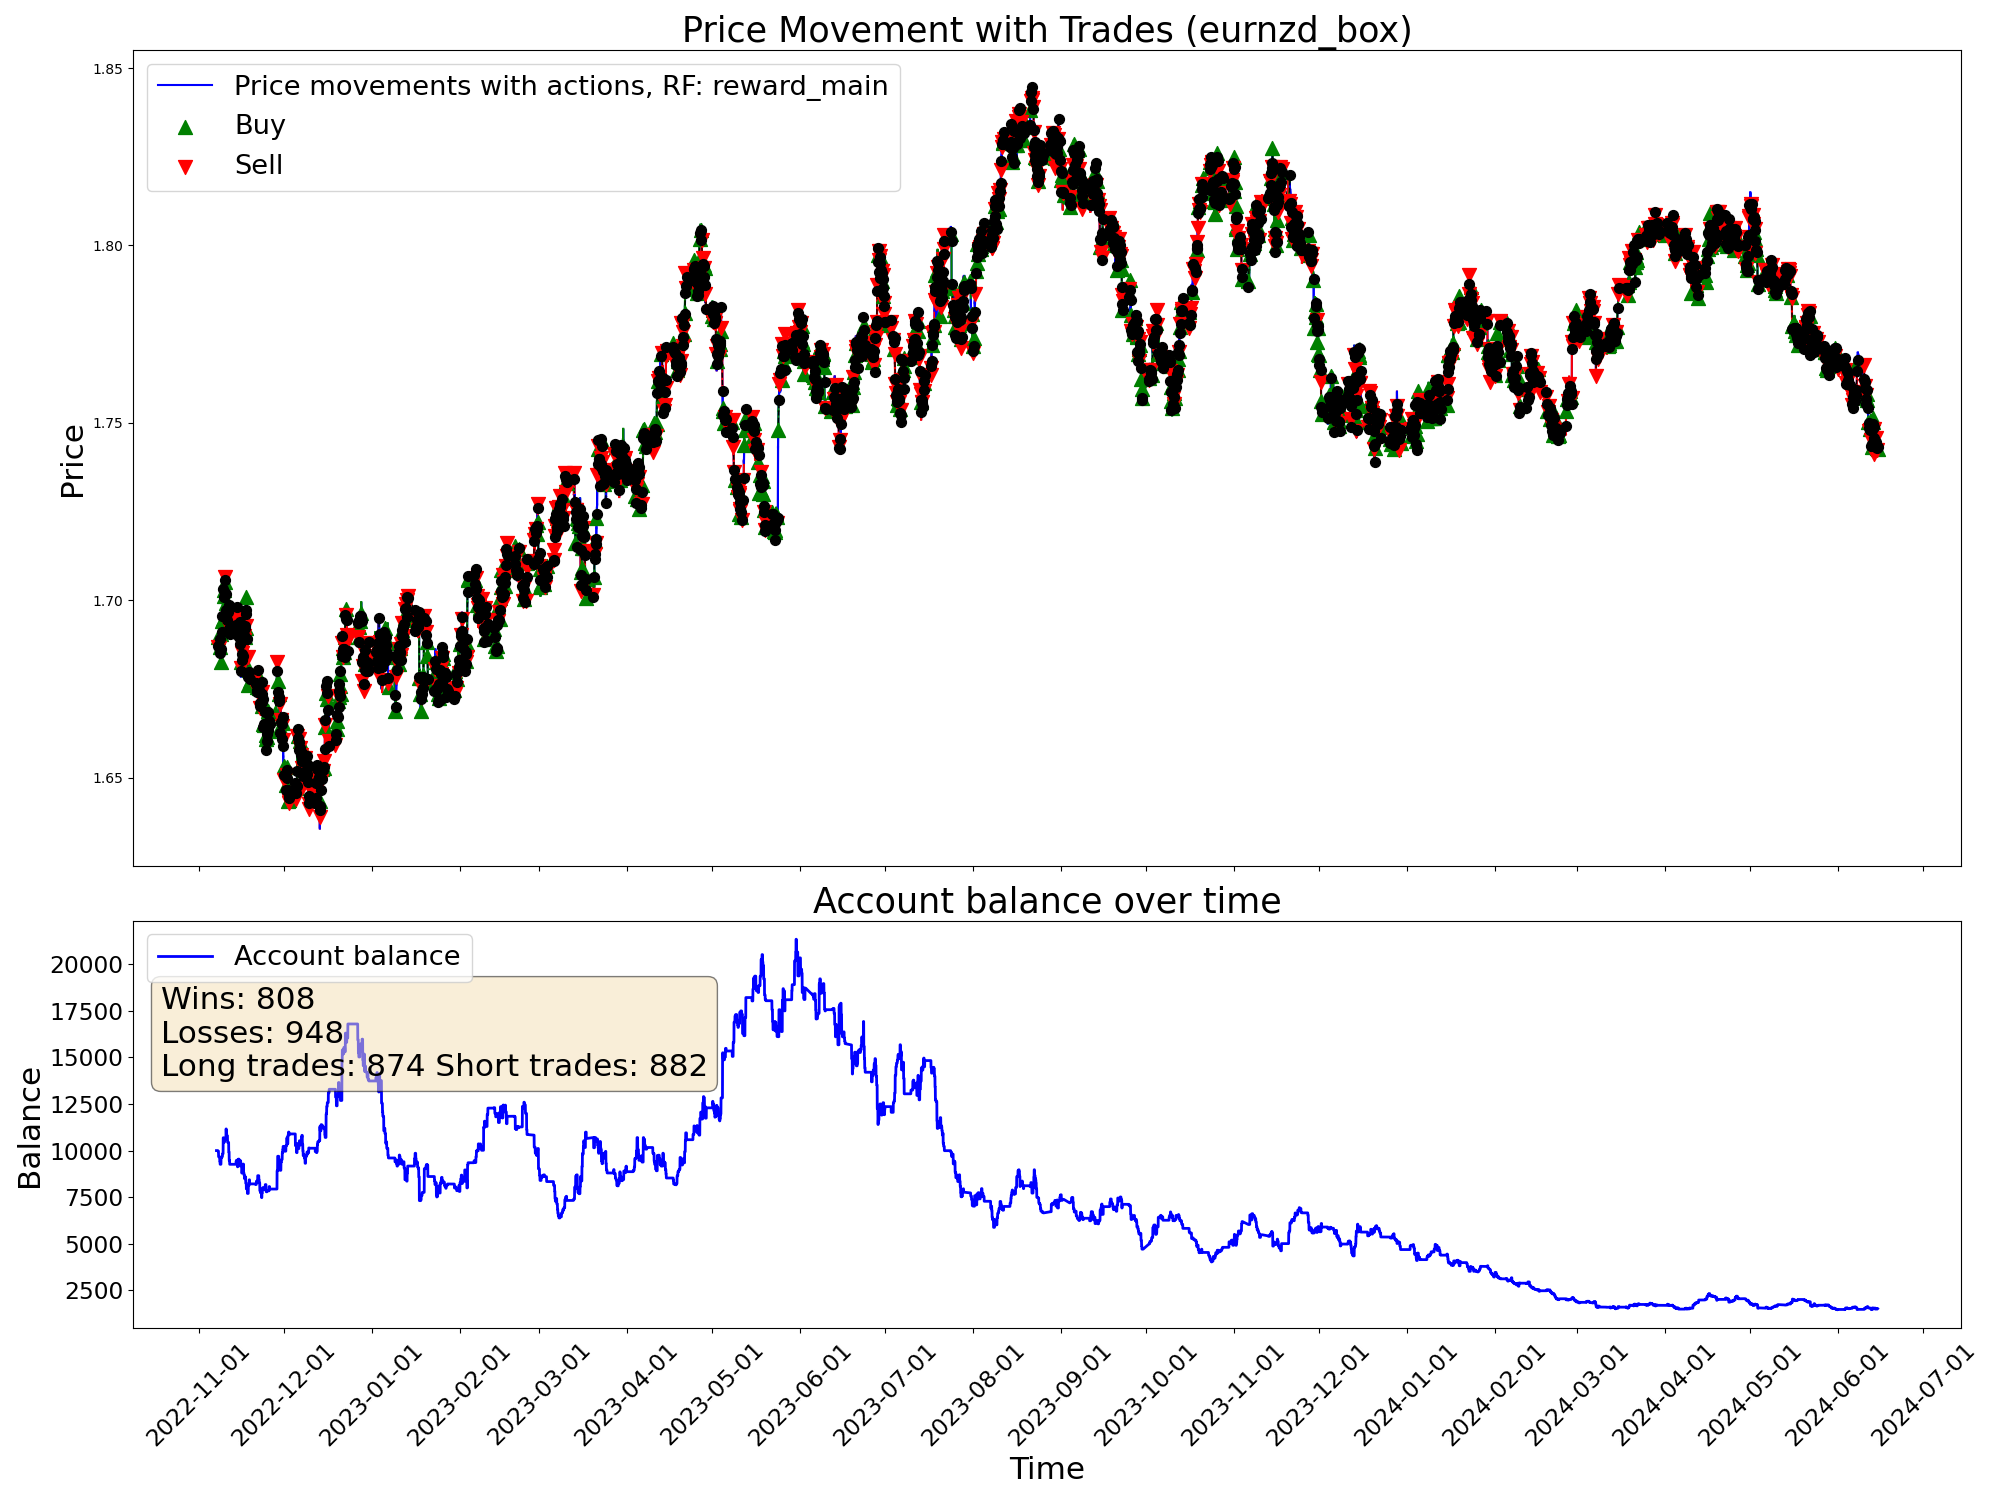 Price Movement with Trades (eurnzd_box)
Price movements with actions, RF: reward_main
Buy
Sell
Price
1.85
1.80
1.75
1.70
1.65
Account balance over time
Account balance
Wins: 808
Losses: 948
Long trades: 874 Short trades: 882
Balance
20000
17500
15000
12500
10000
7500
5000
2500
2022-11-01
2022-12-01
2023-01-01
2023-02-01
2023-03-01
2023-04-01
2023-05-01
2023-06-01
2023-07-01
2023-08-01
2023-09-01
2023-10-01
2023-11-01
2023-12-01
2024-01-01
2024-02-01
2024-03-01
2024-04-01
2024-05-01
2024-06-01
2024-07-01
Time